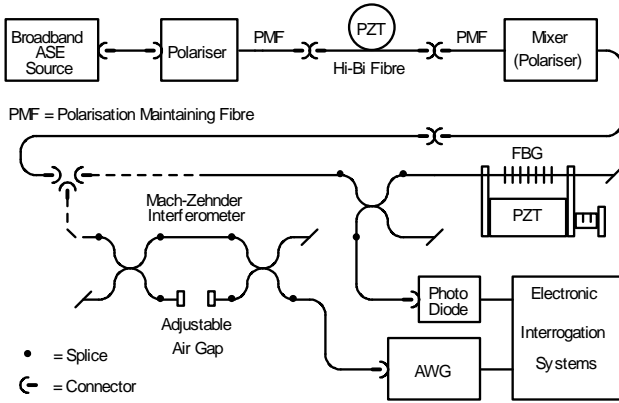 Broadband
ASE
Source
Polariser
PMF
PZT
Hi-Bi Fibre
PMF
Mixer
(Polariser)
PMF = Polarisation Maintaining Fibre
FBG
PZT
Mach-Zehnder
Interferometer
Adjustable
Air Gap
Photo
Diode
Electronic
Interrogation
Systems
AWG
= Splice
= Connector